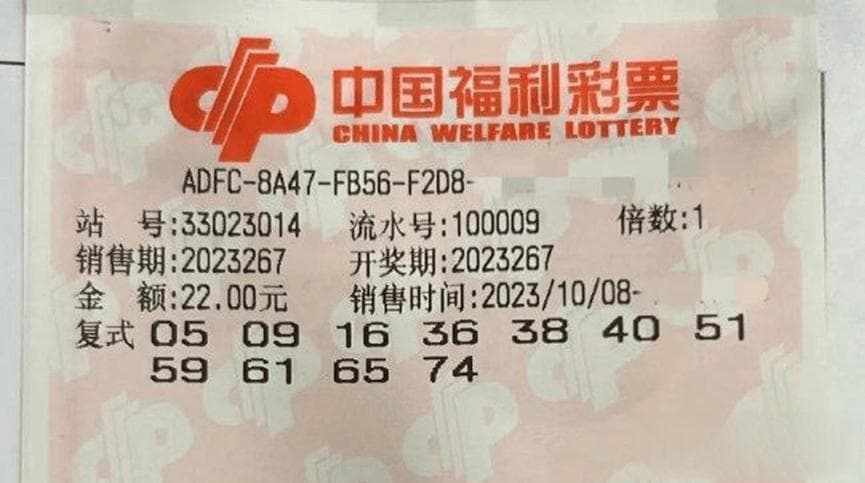 中国福利彩票
CHINA WELFARE LOTTERY
ADFC-8A47-FB56-F2D8-
站 号:33023014 流水号:100009 倍数:1
销售期:2023267 开奖期:2023267
金 额:22.00元 销售时间:2023/10/08-
复式 05 09 16 36 38 40 51
59 61 65 74